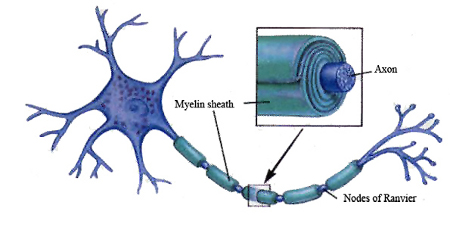 Axon
Myelin sheath
Nodes of Ranvier